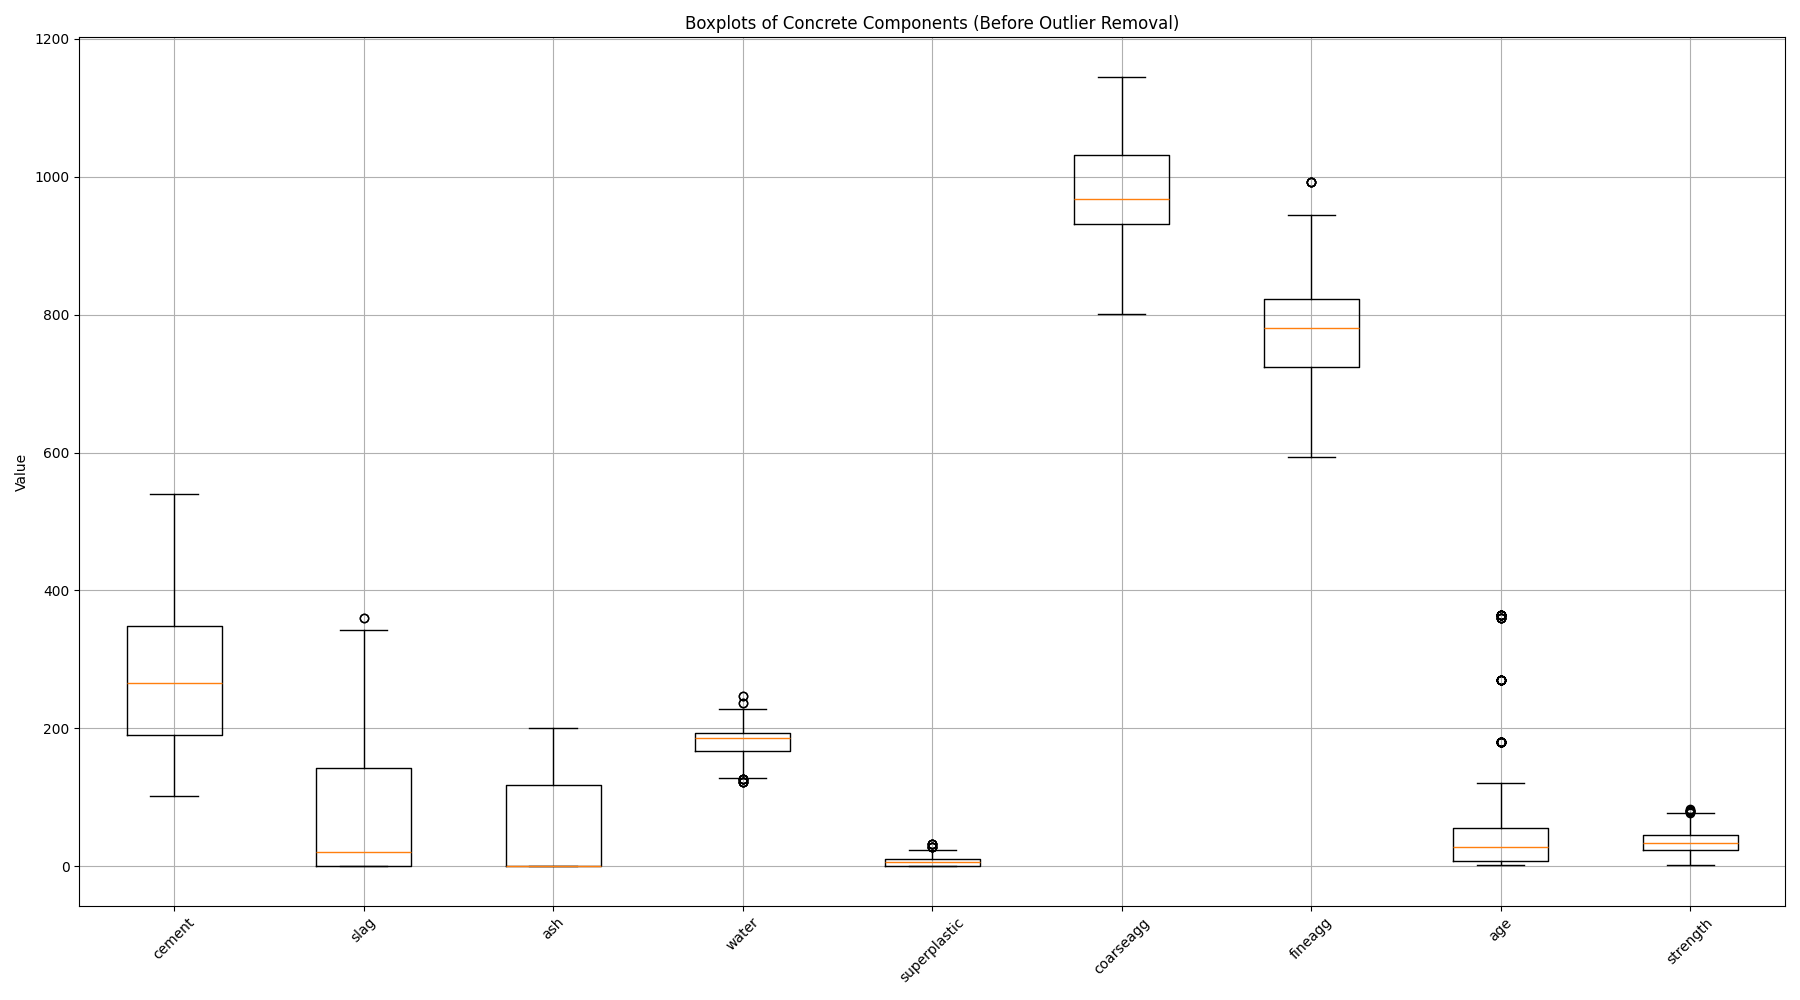 Boxplots of Concrete Components (Before Outlier Removal)
1200
1000
800
600
400
200
0
Value
cement
slag
ash
water
superplastic
coarseagg
fineagg
age
strength